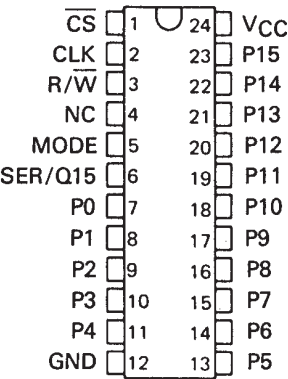 C̅S̅ 1 24 VCC
CLK 2 23 P15
R/W̅ 3 22 P14
NC 4 21 P13
MODE 5 20 P12
SER/Q15 6 19 P11
P0 7 18 P10
P1 8 17 P9
P2 9 16 P8
P3 10 15 P7
P4 11 14 P6
GND 12 13 P5